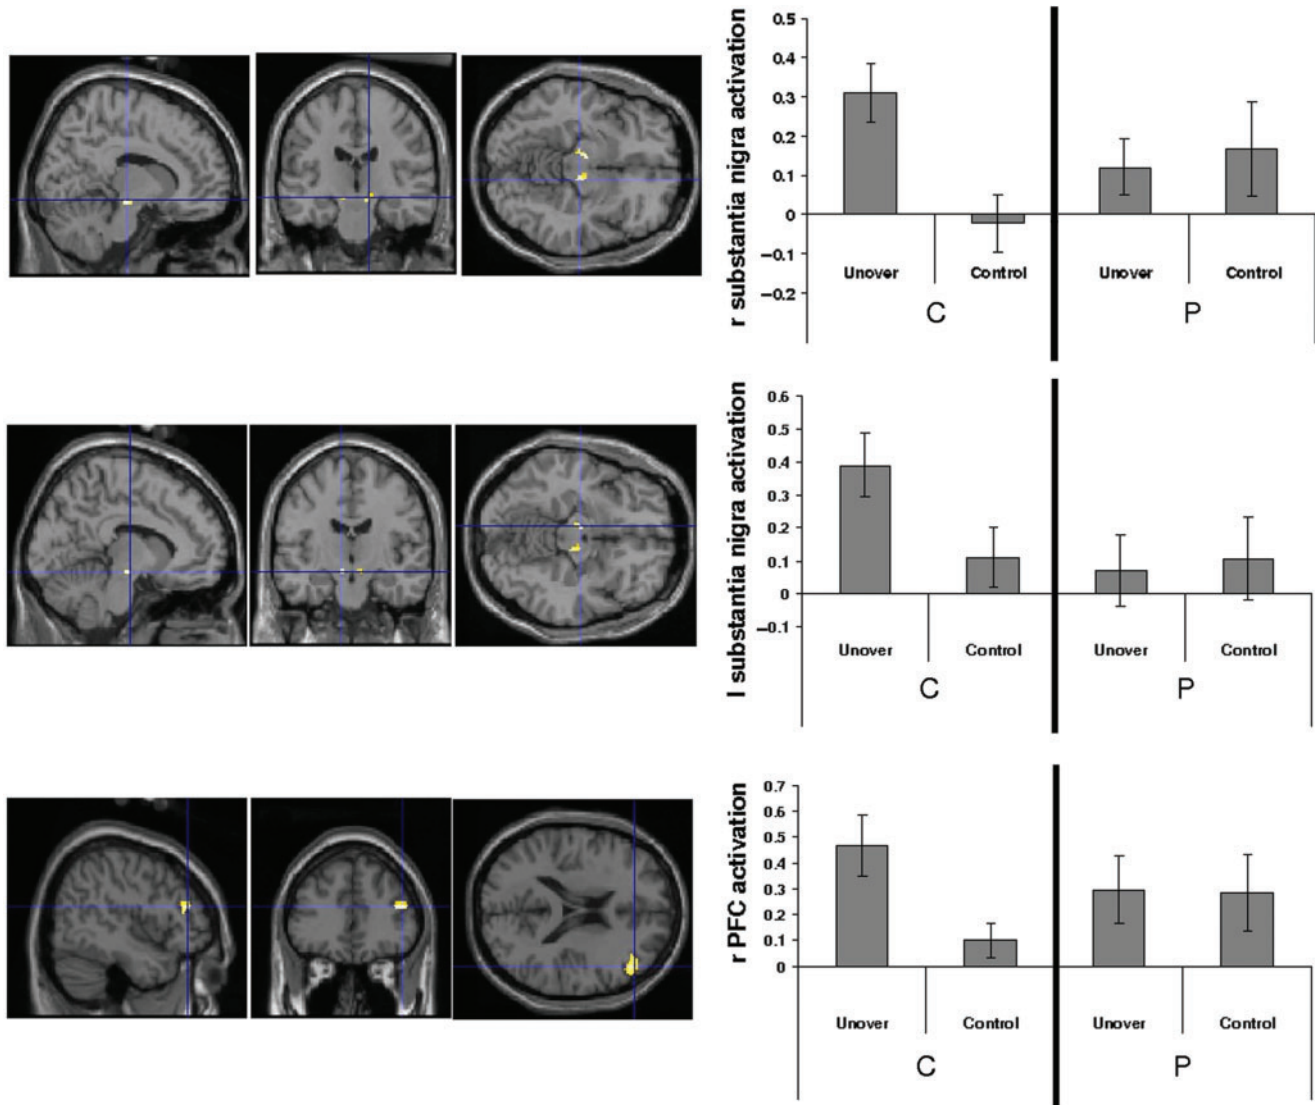 r substantia nigra activation
0.5
0.4
0.3
0.2
0.1
0
−0.1
−0.2
Unover Control Unover Control
C P
l substantia nigra activation
0.6
0.5
0.4
0.3
0.2
0.1
0
−0.1
Unover Control Unover Control
C P
r PFC activation
0.7
0.6
0.5
0.4
0.3
0.2
0.1
0
Unover Control Unover Control
C P